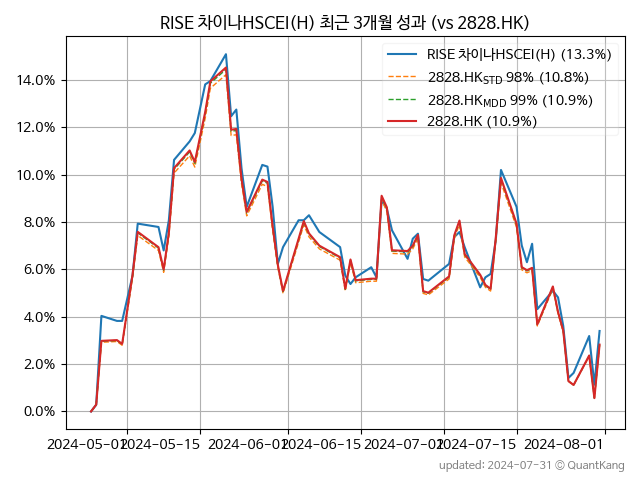 RISE 차이나HSCEI(H) 최근 3개월 성과 (vs 2828.HK)
RISE 차이나HSCEI(H) (13.3%)
2828.HK STD 98% (10.8%)
2828.HK MDD 99% (10.9%)
2828.HK (10.9%)
14.0%
12.0%
10.0%
8.0%
6.0%
4.0%
2.0%
0.0%
2024-05-01 2024-05-15 2024-06-01 2024-06-15 2024-07-01 2024-07-15 2024-08-01
updated: 2024-07-31 © QuantKang